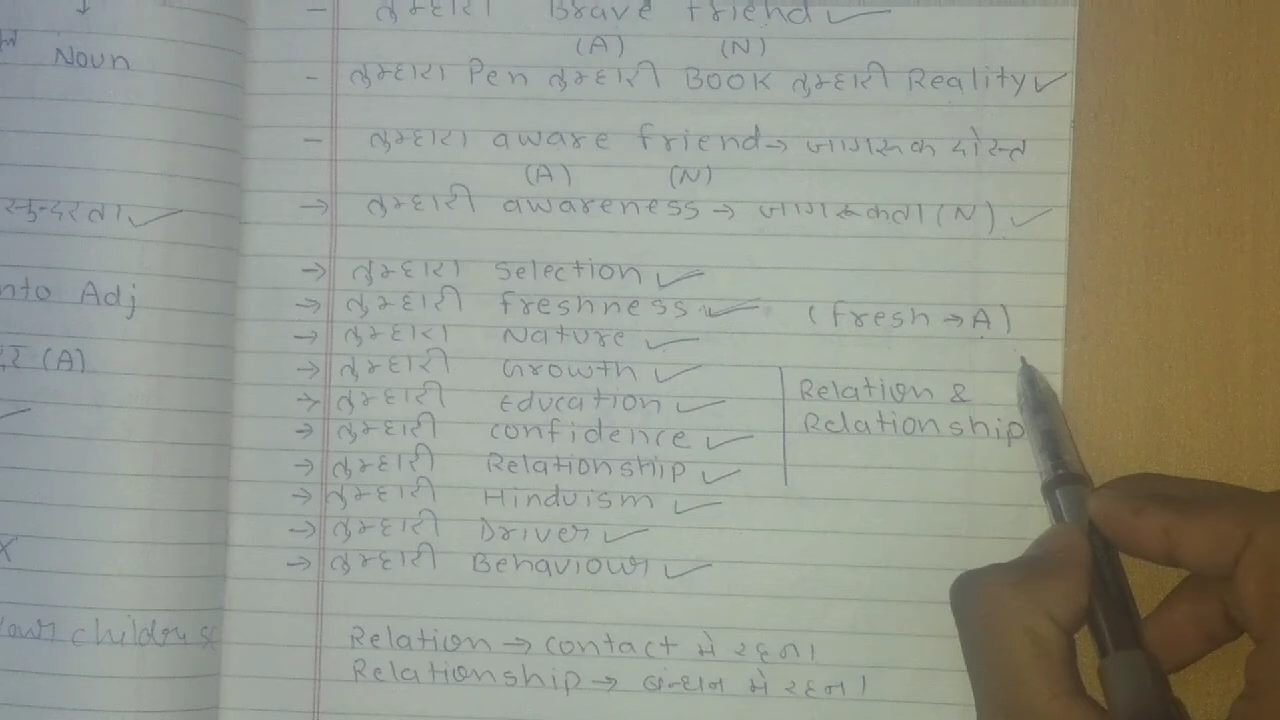 Noun
सुन्दरता ✓
nto Adj
(A)
- तुम्हारा Brave friend ✓
(A) (N)
- तुम्हारा Pen तुम्हारी Book तुम्हारी Reality ✓
- तुम्हारा aware friend → जागरूक दोस्त
(A) (N)
→ तुम्हारी awareness → जागरूकता (N) ✓
→ तुम्हारा Selection ✓
→ तुम्हारी freshness ✓ (fresh → A)
→ तुम्हारा Nature ✓
→ तुम्हारी Growth ✓
→ तुम्हारी Education ✓
→ तुम्हारी confidence ✓
→ तुम्हारी Relationship ✓
→ तुम्हारी Hinduism ✓
→ तुम्हारी Driver ✓
→ तुम्हारी Behaviour ✓
Relation &
Relationship
Relation → contact मे रहना
Relationship → बन्धन मे रहना